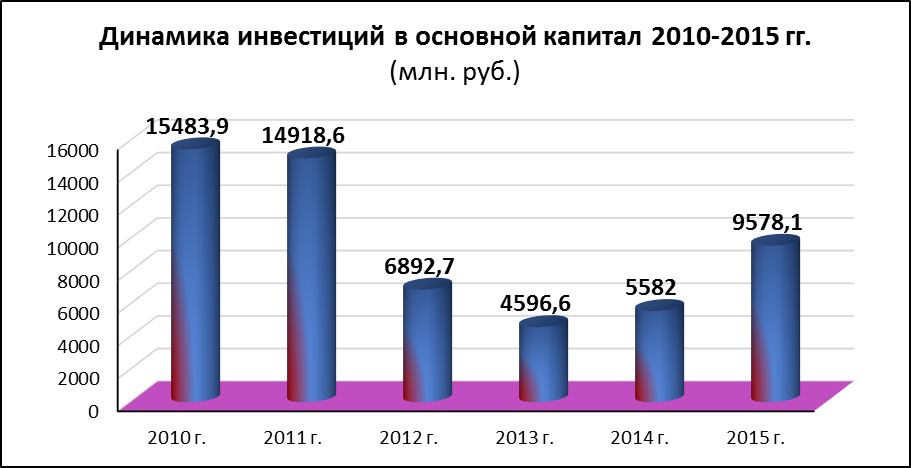 Динамика инвестиций в основной капитал 2010-2015 гг.
(млн. руб.)
15483,9
14918,6
6892,7
4596,6
5582
9578,1
16000
14000
12000
10000
8000
6000
4000
2000
0
2010 г.
2011 г.
2012 г.
2013 г.
2014 г.
2015 г.